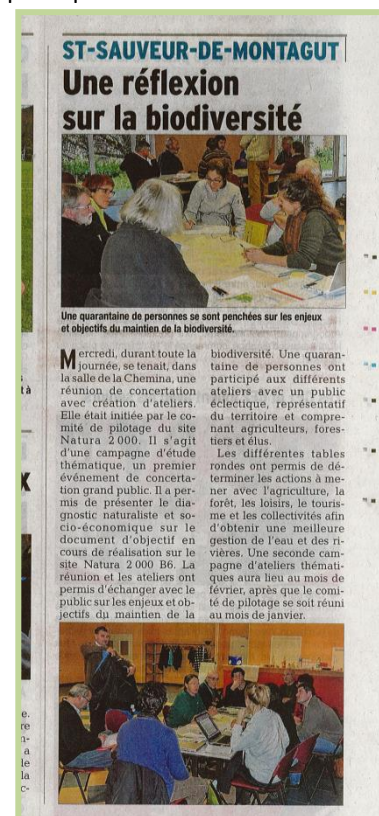 ST-SAUVEUR-DE-MONTAGUT
Une réflexion
sur la biodiversité
Une quarantaine de personnes se sont penchées sur les enjeux
et objectifs du maintien de la biodiversité.
Mercredi, durant toute la
journée, se tenait, dans
la salle de la Chemina, une
réunion de concertation
avec création d'ateliers.
Elle était initiée par le co-
mité de pilotage du site
Natura 2 000. Il s'agit
d'une campagne d'étude
thématique, un premier
événement de concerta-
tion grand public. Il a per-
mis de présenter le dia-
gnostic naturaliste et so-
cio-économique sur le
document d'objectif en
cours de réalisation sur le
site Natura 2 000 B6. La
réunion et les ateliers ont
permis d'échanger avec le
public sur les enjeux et ob-
jectifs du maintien de la
biodiversité. Une quaran-
taine de personnes ont
participé aux différents
ateliers avec un public
éclectique, représentatif
du territoire et compre-
nant agriculteurs, fores-
tiers et élus.
Les différentes tables
rondes ont permis de dé-
terminer les actions à me-
ner avec l'agriculture, la
forêt, les loisirs, le touris-
me et les collectivités afin
d'obtenir une meilleure
gestion de l'eau et des ri-
vières. Une seconde cam-
pagne d'ateliers thémati-
ques aura lieu au mois de
février, après que le comi-
té de pilotage se soit réuni
au mois de janvier.
t à
X
e.
re
n-
a
le
la
c-